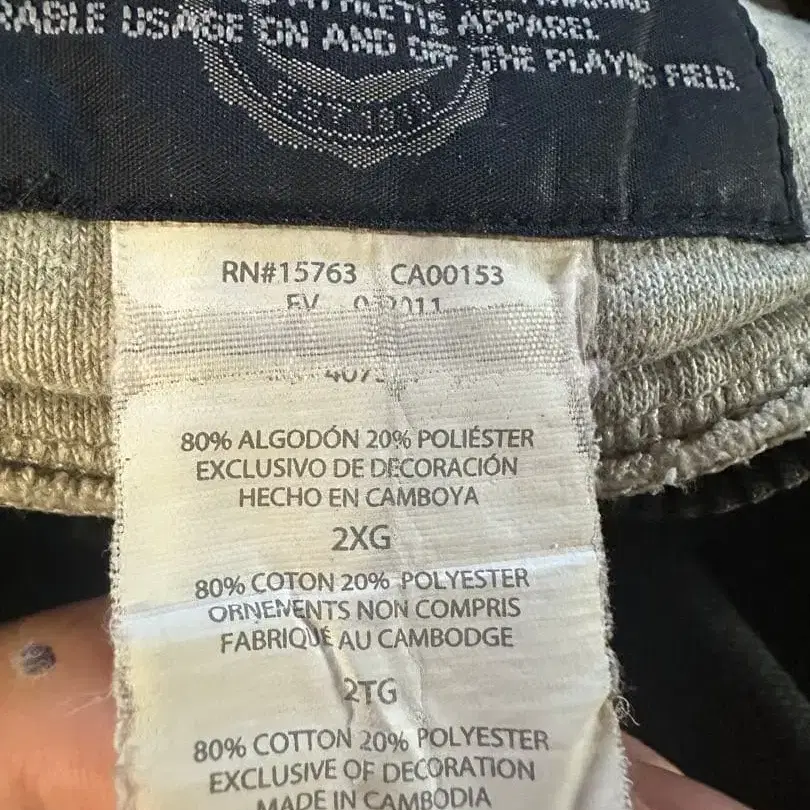 ATHLETIC APPAREL
USAGE ON AND OFF THE PLAYING FIELD.
RN#15763 CA00153
80% ALGODÓN 20% POLIÉSTER
EXCLUSIVO DE DECORACIÓN
HECHO EN CAMBOYA
2XG
80% COTON 20% POLYESTER
ORNEMENTS NON COMPRIS
FABRIQUÉ AU CAMBODGE
2TG
80% COTTON 20% POLYESTER
EXCLUSIVE OF DECORATION
MADE IN CAMBODIA